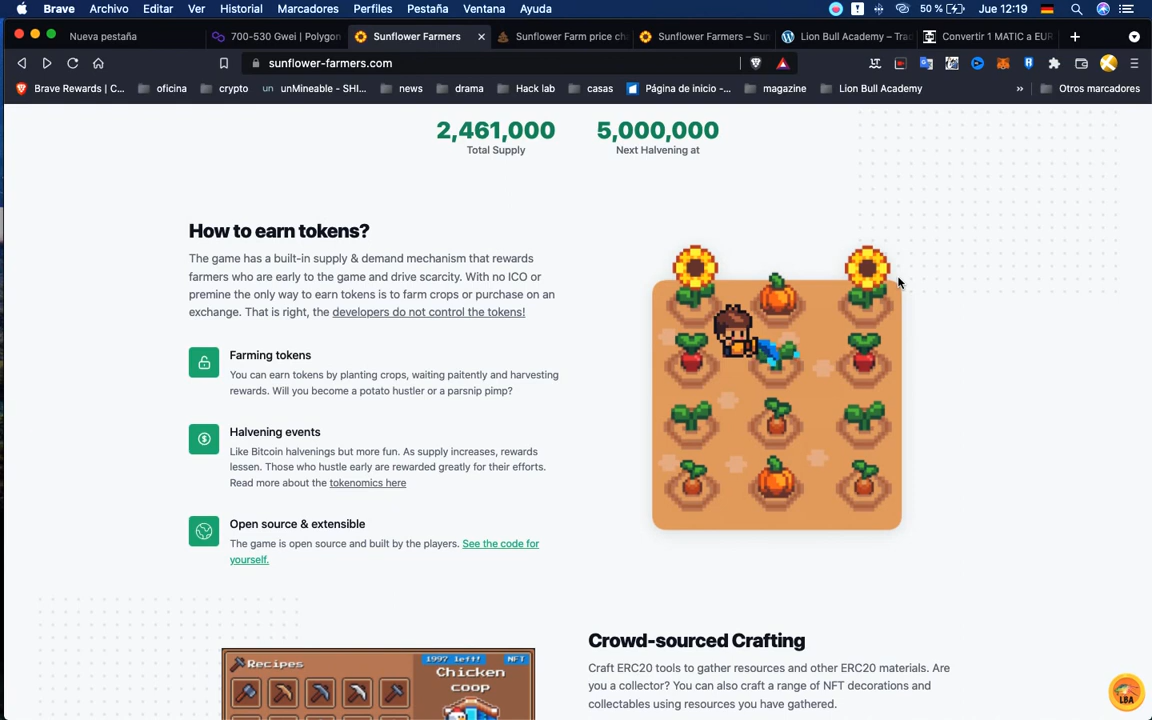 Brave Archivo Editar Ver Historial Marcadores Perfiles Pestaña Ventana Ayuda 50 % Jue 12:19
Nueva pestaña 700-530 Gwei | Polygon Sunflower Farmers Sunflower Farm price ch Sunflower Farmers – Sun Lion Bull Academy – Trad Convertir 1 MATIC a EUR
sunflower-farmers.com
Brave Rewards | C... oficina crypto un unMineable - SHI... news drama Hack lab casas Página de inicio -... magazine Lion Bull Academy » Otros marcadores
2,461,000 5,000,000
Total Supply Next Halvening at
How to earn tokens?
The game has a built-in supply & demand mechanism that rewards
farmers who are early to the game and drive scarcity. With no ICO or
premine the only way to earn tokens is to farm crops or purchase on an
exchange. That is right, the developers do not control the tokens!
Farming tokens
You can earn tokens by planting crops, waiting paitently and harvesting
rewards. Will you become a potato hustler or a parsnip pimp?
Halvening events
Like Bitcoin halvenings but more fun. As supply increases, rewards
lessen. Those who hustle early are rewarded greatly for their efforts.
Read more about the tokenomics here
Open source & extensible
The game is open source and built by the players. See the code for
yourself.
Recipes
1997 left! NFT
Chicken
coop
Crowd-sourced Crafting
Craft ERC20 tools to gather resources and other ERC20 materials. Are
you a collector? You can also craft a range of NFT decorations and
collectables using resources you have gathered.
LBA